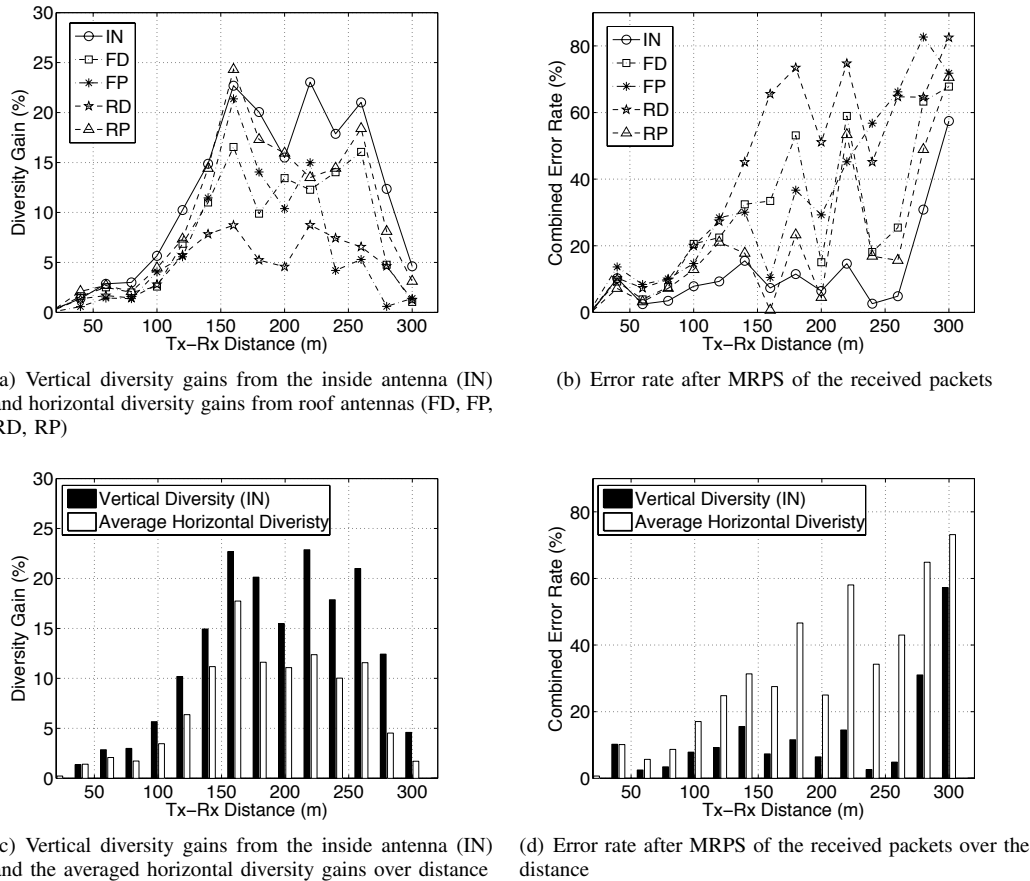 30
25
20
15
10
5
0
50 100 150 200 250 300
Diversity Gain (%)
Tx−Rx Distance (m)
IN
FD
FP
RD
RP
a) Vertical diversity gains from the inside antenna (IN)
and horizontal diversity gains from roof antennas (FD, FP,
RD, RP)
80
60
40
20
0
50 100 150 200 250 300
Combined Error Rate (%)
Tx−Rx Distance (m)
IN
FD
FP
RD
RP
(b) Error rate after MRPS of the received packets
30
25
20
15
10
5
0
50 100 150 200 250 300
Diversity Gain (%)
Tx−Rx Distance (m)
Vertical Diversity (IN)
Average Horizontal Diveristy
c) Vertical diversity gains from the inside antenna (IN)
and the averaged horizontal diversity gains over distance
80
60
40
20
0
50 100 150 200 250 300
Combined Error Rate (%)
Tx−Rx Distance (m)
Vertical Diversity (IN)
Average Horizontal Diveristy
(d) Error rate after MRPS of the received packets over the
distance